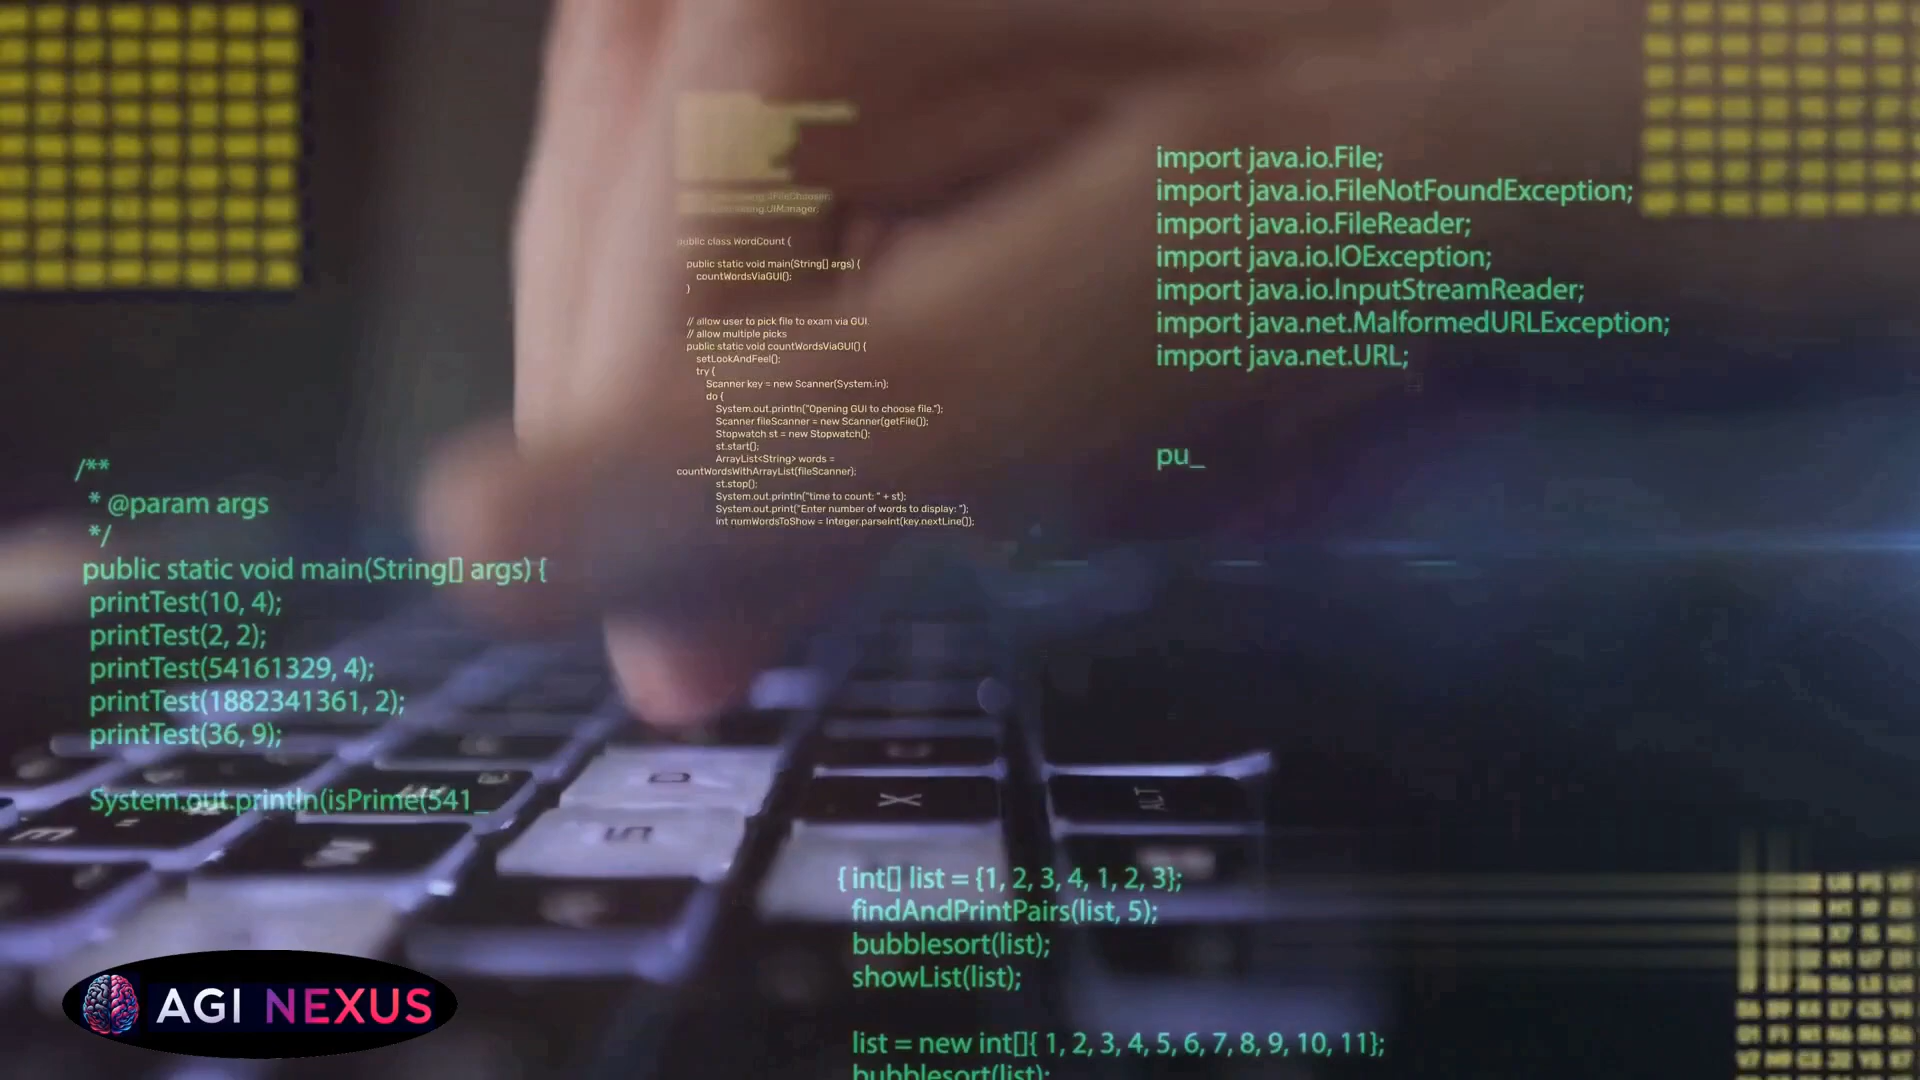 import java.io.File;
import java.io.FileNotFoundException;
import java.io.FileReader;
import java.io.IOException;
import java.io.InputStreamReader;
import java.net.MalformedURLException;
import java.net.URL;
pu_
UIManager;
public class WordCount {
public static void main(String[] args) {
countWordsViaGUI();
}
// allow user to pick file to exam via GUI.
// allow multiple picks
public static void countWordsViaGUI() {
setLookAndFeel();
try {
Scanner key = new Scanner(System.in);
do {
System.out.println("Opening GUI to choose file.");
Scanner fileScanner = new Scanner(getFile());
Stopwatch st = new Stopwatch();
st.start();
ArrayList<String> words =
countWordsWithArrayList(fileScanner);
st.stop();
System.out.println("time to count: " + st);
System.out.print("Enter number of words to display: ");
int numWordsToShow = Integer.parseInt(key.nextLine());
/**
* @param args
*/
public static void main(String[] args) {
printTest(10, 4);
printTest(2, 2);
printTest(54161329, 4);
printTest(1882341361, 2);
printTest(36, 9);
System.out.println(isPrime(541_
{ int[] list = {1, 2, 3, 4, 1, 2, 3};
findAndPrintPairs(list, 5);
bubblesort(list);
showList(list);
list = new int[]{ 1, 2, 3, 4, 5, 6, 7, 8, 9, 10, 11};
bubblesort(list);
X
ALT
AGI NEXUS